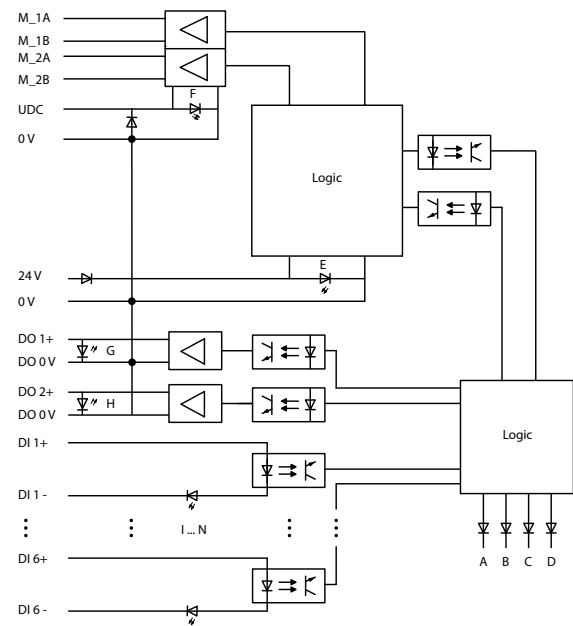 M_1A
M_1B
M_2A
M_2B
F
UDC
0 V
Logic
E
24 V
0 V
DO 1+
G
DO 0 V
DO 2+
H
DO 0 V
Logic
DI 1+
DI 1 -
I ... N
A B C D
DI 6+
DI 6 -